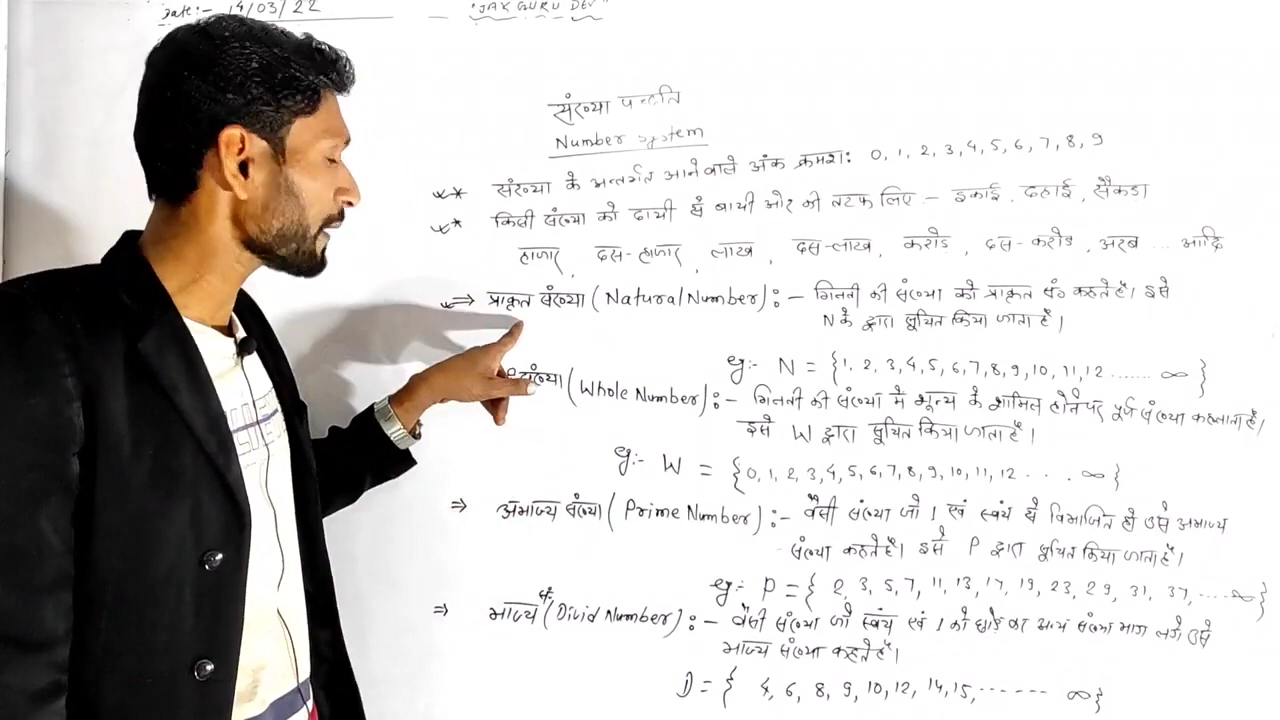 Date:- 14/03/22 "JAY GURU DEV"
संख्या पद्धति
Number System
* संख्या के अन्तर्गत आने वाले अंक क्रमश: 0, 1, 2, 3, 4, 5, 6, 7, 8, 9
* किसी संख्या को दायी से बायी ओर की तरफ लिए - इकाई, दहाई, सैकडा
हाजार, दस-हाजार, लाख, दस-लाख, करोड, दस-करोड, अरब ... आदि
⇒ प्राकृत संख्या (Natural Number) :- गिनती की संख्या को प्राकृत सं० कहते हैं। इसे
N के द्वारा सूचित किया जाता हैं।
eg:- N = {1, 2, 3, 4, 5, 6, 7, 8, 9, 10, 11, 12 ....... ∞ }
संख्या (Whole Number) :- गिनती की संख्या में शून्य के शामिल होने पर पूर्ण संख्या कहलाता हैं,
इसे W द्वारा सूचित किया जाता हैं।
eg:- W = {0, 1, 2, 3, 4, 5, 6, 7, 8, 9, 10, 11, 12 ... ∞ }
⇒ अभाज्य संख्या (Prime Number) :- वैसी संख्या जो 1 एवं स्वयं से विभाजित हो उसे अभाज्य
संख्या कहते हैं। इसे P द्वारा सूचित किया जाता हैं।
eg:- P = { 2, 3, 5, 7, 11, 13, 17, 19, 23, 29, 31, 37, .... ∞ }
⇒ भाज्य सं. (Divid Number) :- वैसी संख्या जो स्वंय एवं 1 को छोड़ कर अन्य संख्या भाग लगे उसे
भाज्य संख्या कहते हैं।
D = { 4, 6, 8, 9, 10, 12, 14, 15, ------ ∞ }